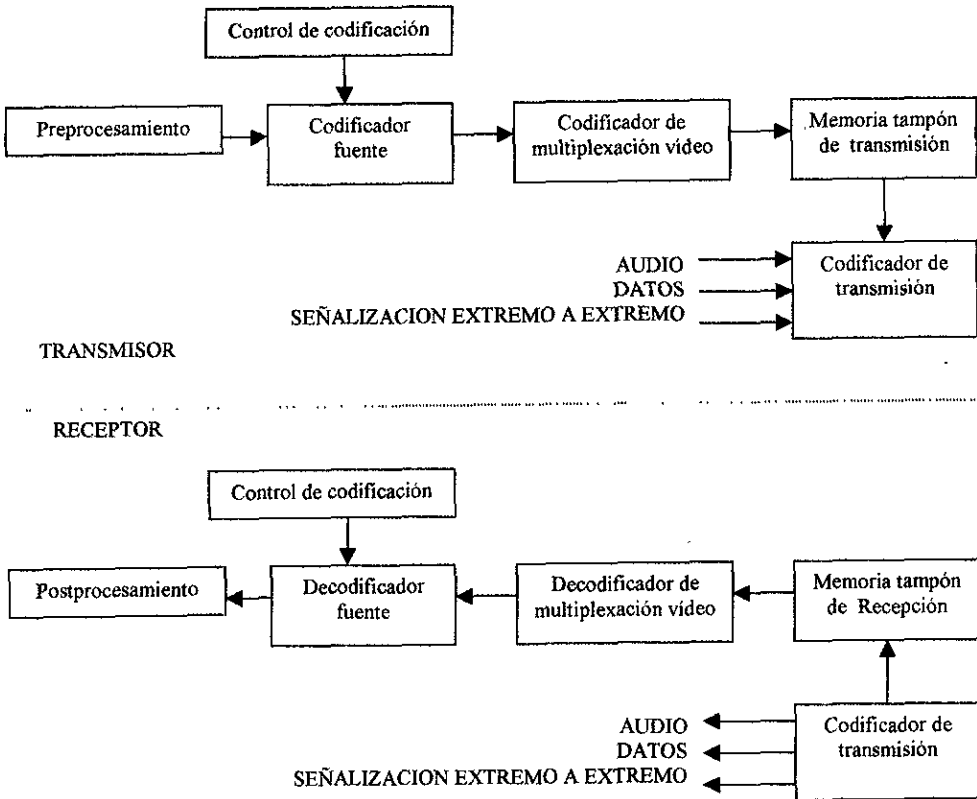 Control de codificación
Preprocesamiento
Codificador
fuente
Codificador de
multiplexación vídeo
Memoria tampón
de transmisión
AUDIO
DATOS
SEÑALIZACION EXTREMO A EXTREMO
Codificador de
transmisión
TRANSMISOR
RECEPTOR
Control de codificación
Postprocesamiento
Decodificador
fuente
Decodificador de
multiplexación vídeo
Memoria tampón
de Recepción
AUDIO
DATOS
SEÑALIZACION EXTREMO A EXTREMO
Codificador de
transmisión